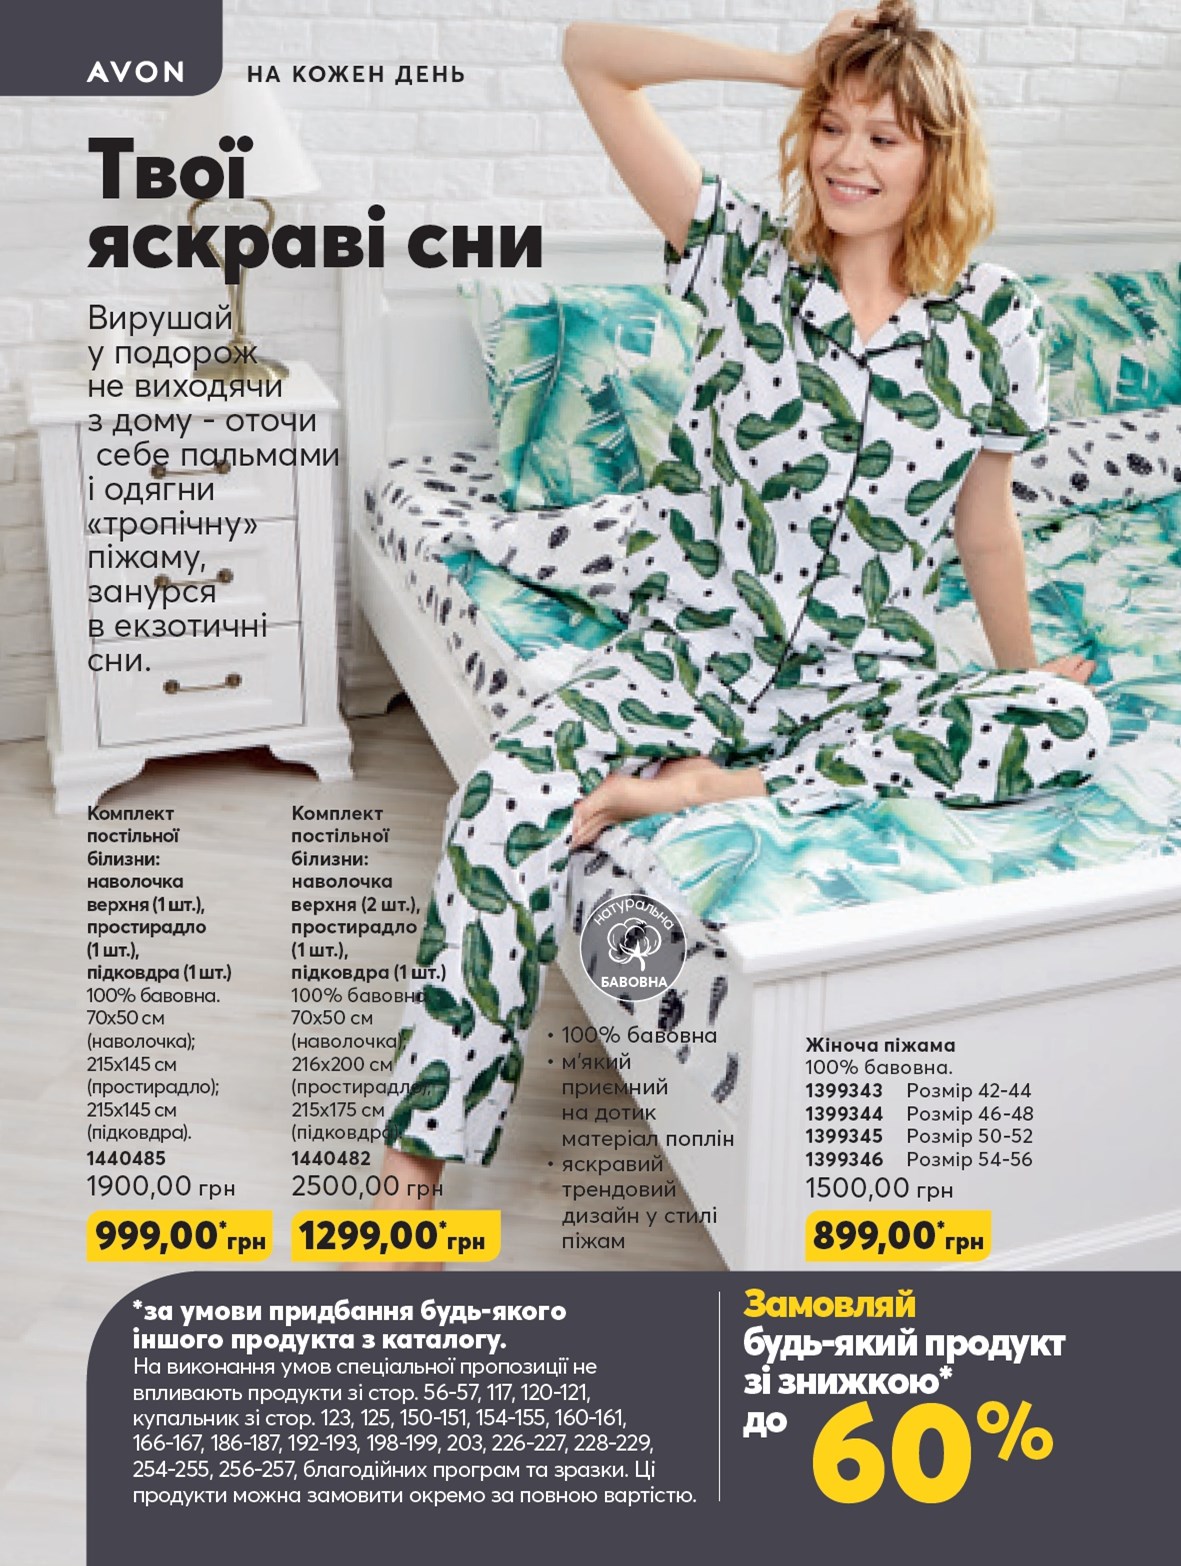 AVON
НА КОЖЕН ДЕНЬ
Твої
яскраві сни
Вирушай
у подорож
не виходячи
з дому - оточи
себе пальмами
і одягни
«тропічну»
піжаму,
занурся
в екзотичні
сни.
Комплект
постільної
білизни:
наволочка
верхня (1 шт.),
простирадло
(1 шт.),
підковдра (1 шт.)
100% бавовна.
70х50 см
(наволочка);
215х145 см
(простирадло);
215х145 см
(підковдра).
1440485
1900,00 грн
999,00* грн
Комплект
постільної
білизни:
наволочка
верхня (2 шт.),
простирадло
(1 шт.),
підковдра (1 шт.)
100% бавовна
70х50 см
(наволочка);
216х200 см
(простирадло);
215х175 см
(підковдра)
1440482
2500,00 грн
1299,00* грн
натуральна
БАВОВНА
• 100% бавовна
• м'який
приємний
на дотик
матеріал поплін
• яскравий
трендовий
дизайн у стилі
піжам
Жіноча піжама
100% бавовна.
1399343 Розмір 42-44
1399344 Розмір 46-48
1399345 Розмір 50-52
1399346 Розмір 54-56
1500,00 грн
899,00* грн
*за умови придбання будь-якого
іншого продукта з каталогу.
На виконання умов спеціальної пропозиції не
впливають продукти зі стор. 56-57, 117, 120-121,
купальник зі стор. 123, 125, 150-151, 154-155, 160-161,
166-167, 186-187, 192-193, 198-199, 203, 226-227, 228-229,
254-255, 256-257, благодійних програм та зразки. Ці
продукти можна замовити окремо за повною вартістю.
Замовляй
будь-який продукт
зі знижкою*
до 60%